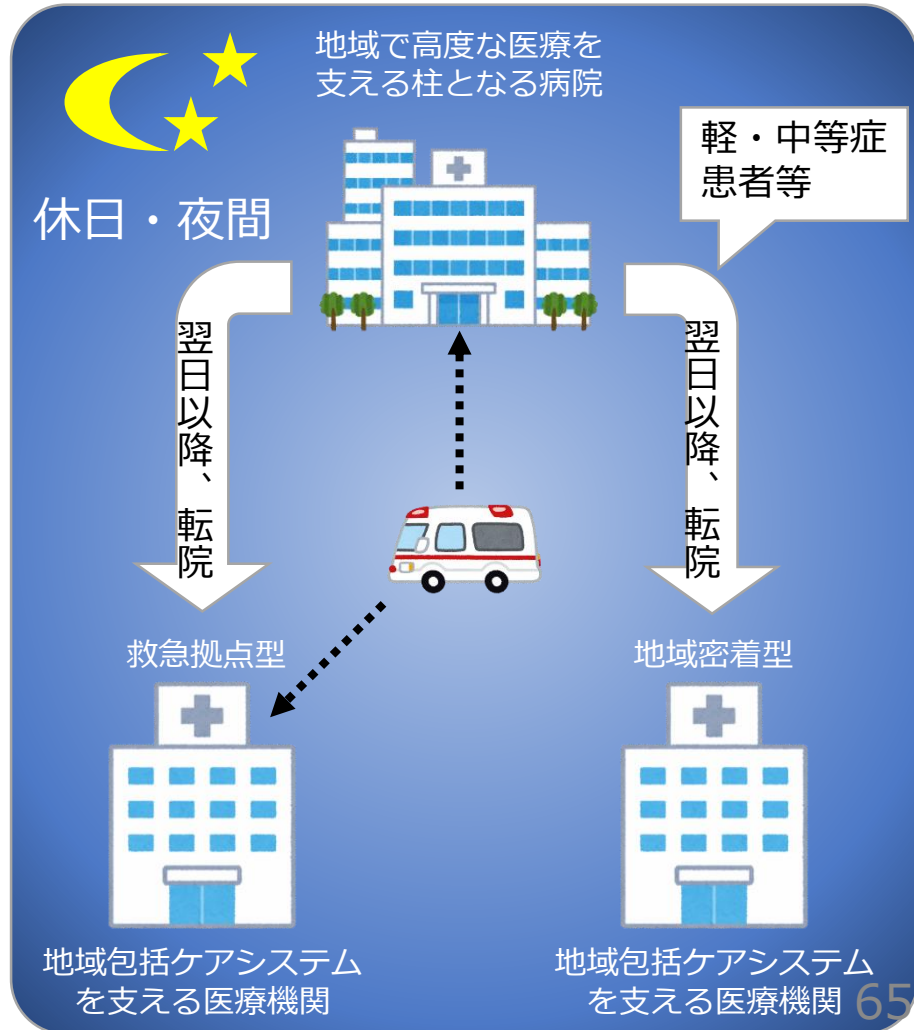 地域で高度な医療を
支える柱となる病院
軽・中等症
患者等
休日・夜間
翌日以降、転院
翌日以降、転院
救急拠点型
地域密着型
地域包括ケアシステム
を支える医療機関
地域包括ケアシステム
を支える医療機関
65